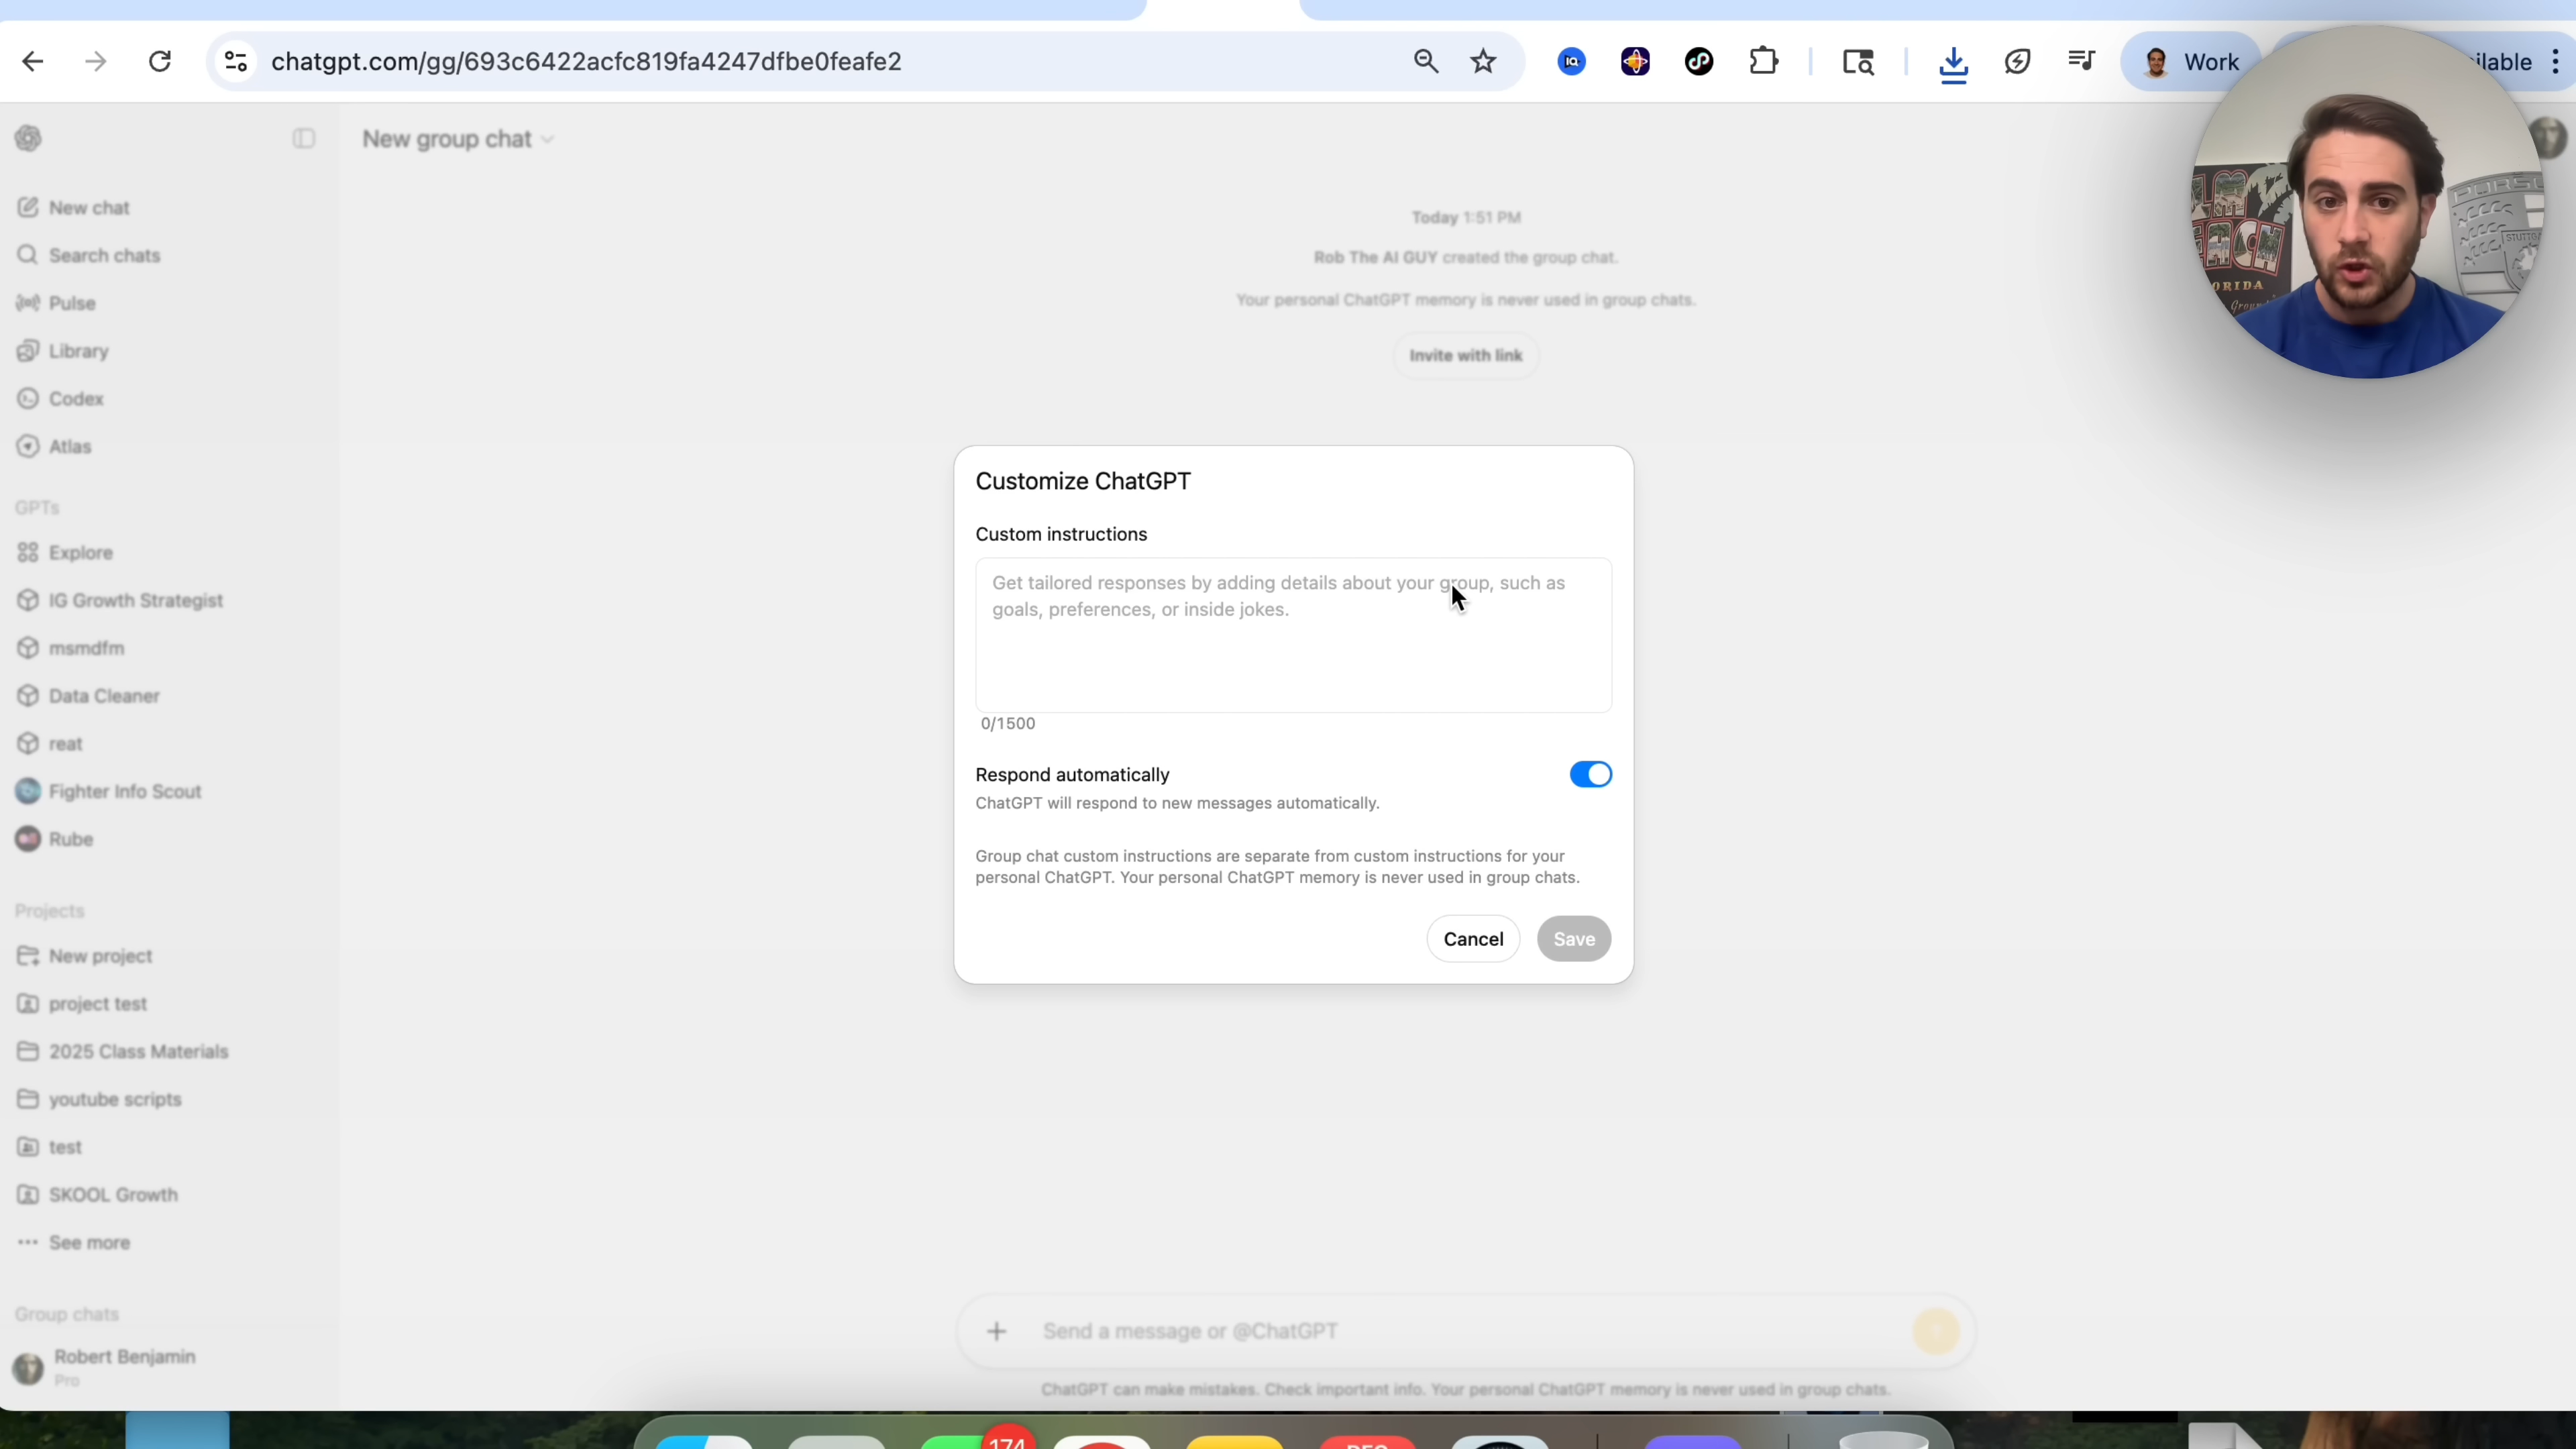 chatgpt.com/gg/693c6422acfc819fa4247dfbe0feafe2
IQ
Work
ilable
New group chat
New chat
Search chats
Pulse
Library
Codex
Atlas
GPTs
Explore
IG Growth Strategist
msmdfm
Data Cleaner
reat
Fighter Info Scout
Rube
Projects
New project
project test
2025 Class Materials
youtube scripts
test
SKOOL Growth
See more
Group chats
Robert Benjamin
Pro
Today 1:51 PM
Rob The AI GUY created the group chat.
Your personal ChatGPT memory is never used in group chats.
Invite with link
Customize ChatGPT
Custom instructions
Get tailored responses by adding details about your group, such as
goals, preferences, or inside jokes.
0/1500
Respond automatically
ChatGPT will respond to new messages automatically.
Group chat custom instructions are separate from custom instructions for your
personal ChatGPT. Your personal ChatGPT memory is never used in group chats.
Cancel
Save
Send a message or @ChatGPT
ChatGPT can make mistakes. Check important info. Your personal ChatGPT memory is never used in group chats.
ORIDA
PURSU
STUTTG
174